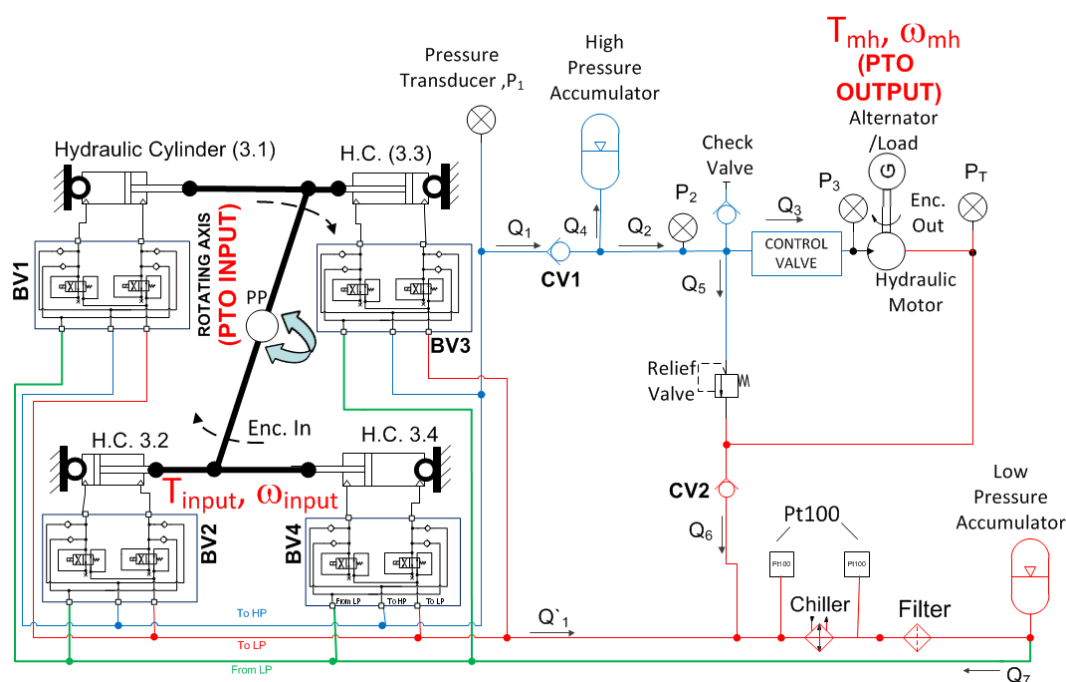 Pressure
Transducer ,P1
High
Pressure
Accumulator
Tmh, ωmh
(PTO
OUTPUT)
Alternator
/Load
Hydraulic Cylinder (3.1)
H.C. (3.3)
Check
Valve
G
P2
P3
Enc.
Out
PT
Q1
Q4
Q2
Q3
CV1
CONTROL
VALVE
Hydraulic
Motor
BV1
ROTATING AXIS
(PTO INPUT)
PP
BV3
Q5
Relief
Valve
Enc. In
H.C. 3.2
H.C. 3.4
Tinput, ωinput
CV2
Q6
Low
Pressure
Accumulator
Pt100
Pt100
Pt100
BV2
BV4
From LP
To HP
To LP
Chiller
Filter
To HP
Q`1
To LP
From LP
Q7